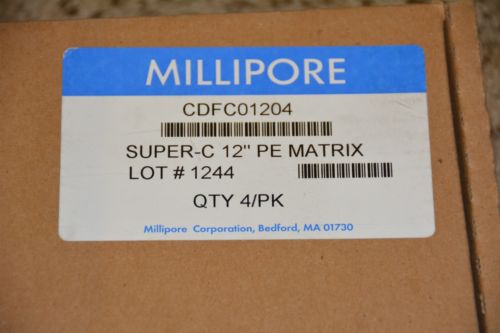 MILLIPORE
CDFC01204
SUPER-C 12" PE MATRIX
LOT # 1244
QTY 4/PK
Millipore Corporation, Bedford, MA 01730